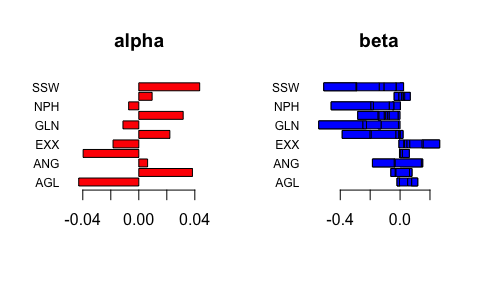 alpha
SSW
NPH
GLN
EXX
ANG
AGL
-0.04 0.00 0.04
beta
SSW
NPH
GLN
EXX
ANG
AGL
-0.4 0.0